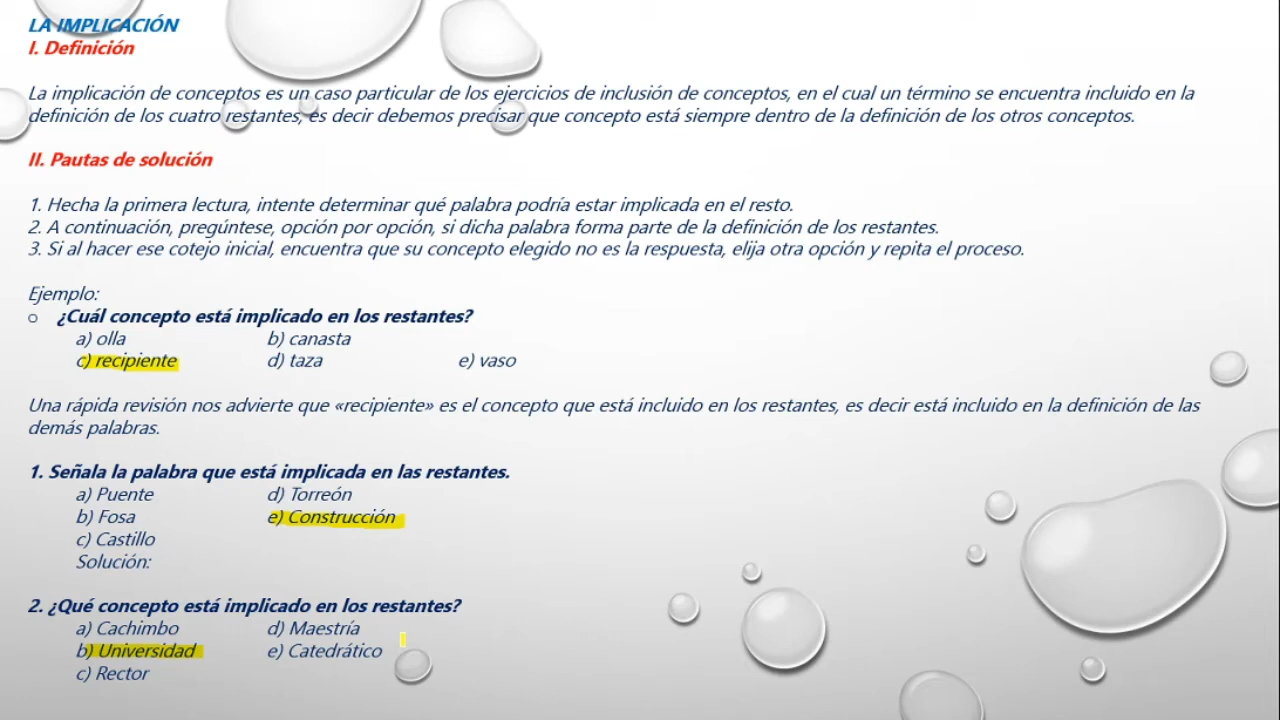 LA IMPLICACIÓN
I. Definición
La implicación de conceptos es un caso particular de los ejercicios de inclusión de conceptos, en el cual un término se encuentra incluido en la
definición de los cuatro restantes, es decir debemos precisar que concepto está siempre dentro de la definición de los otros conceptos.
II. Pautas de solución
1. Hecha la primera lectura, intente determinar qué palabra podría estar implicada en el resto.
2. A continuación, pregúntese, opción por opción, si dicha palabra forma parte de la definición de los restantes.
3. Si al hacer ese cotejo inicial, encuentra que su concepto elegido no es la respuesta, elija otra opción y repita el proceso.
Ejemplo:
o ¿Cuál concepto está implicado en los restantes?
a) olla b) canasta
c) recipiente d) taza e) vaso
Una rápida revisión nos advierte que «recipiente» es el concepto que está incluido en los restantes, es decir está incluido en la definición de las
demás palabras.
1. Señala la palabra que está implicada en las restantes.
a) Puente d) Torreón
b) Fosa e) Construcción
c) Castillo
Solución:
2. ¿Qué concepto está implicado en los restantes?
a) Cachimbo d) Maestría
b) Universidad e) Catedrático
c) Rector